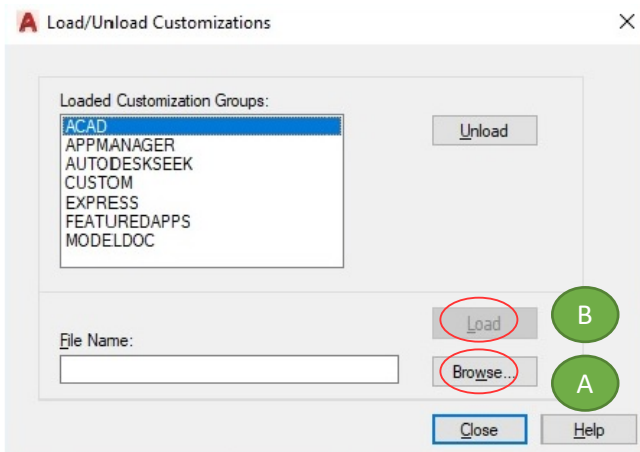 A Load/Unload Customizations
Loaded Customization Groups:
ACAD
APPMANAGER
AUTODESKSEEK
CUSTOM
EXPRESS
FEATUREDAPPS
MODELDOC
Unload
Load
B
File Name:
Browse...
A
Close
Help